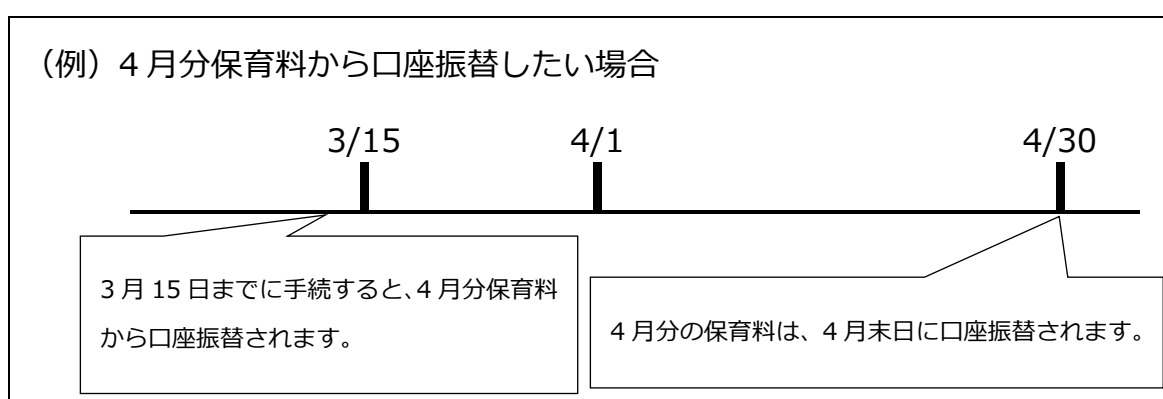 （例）４月分保育料から口座振替したい場合
3/15
4/1
4/30
3 月 15 日までに手続すると、4 月分保育料
から口座振替されます。
4 月分の保育料は、4 月末日に口座振替されます。